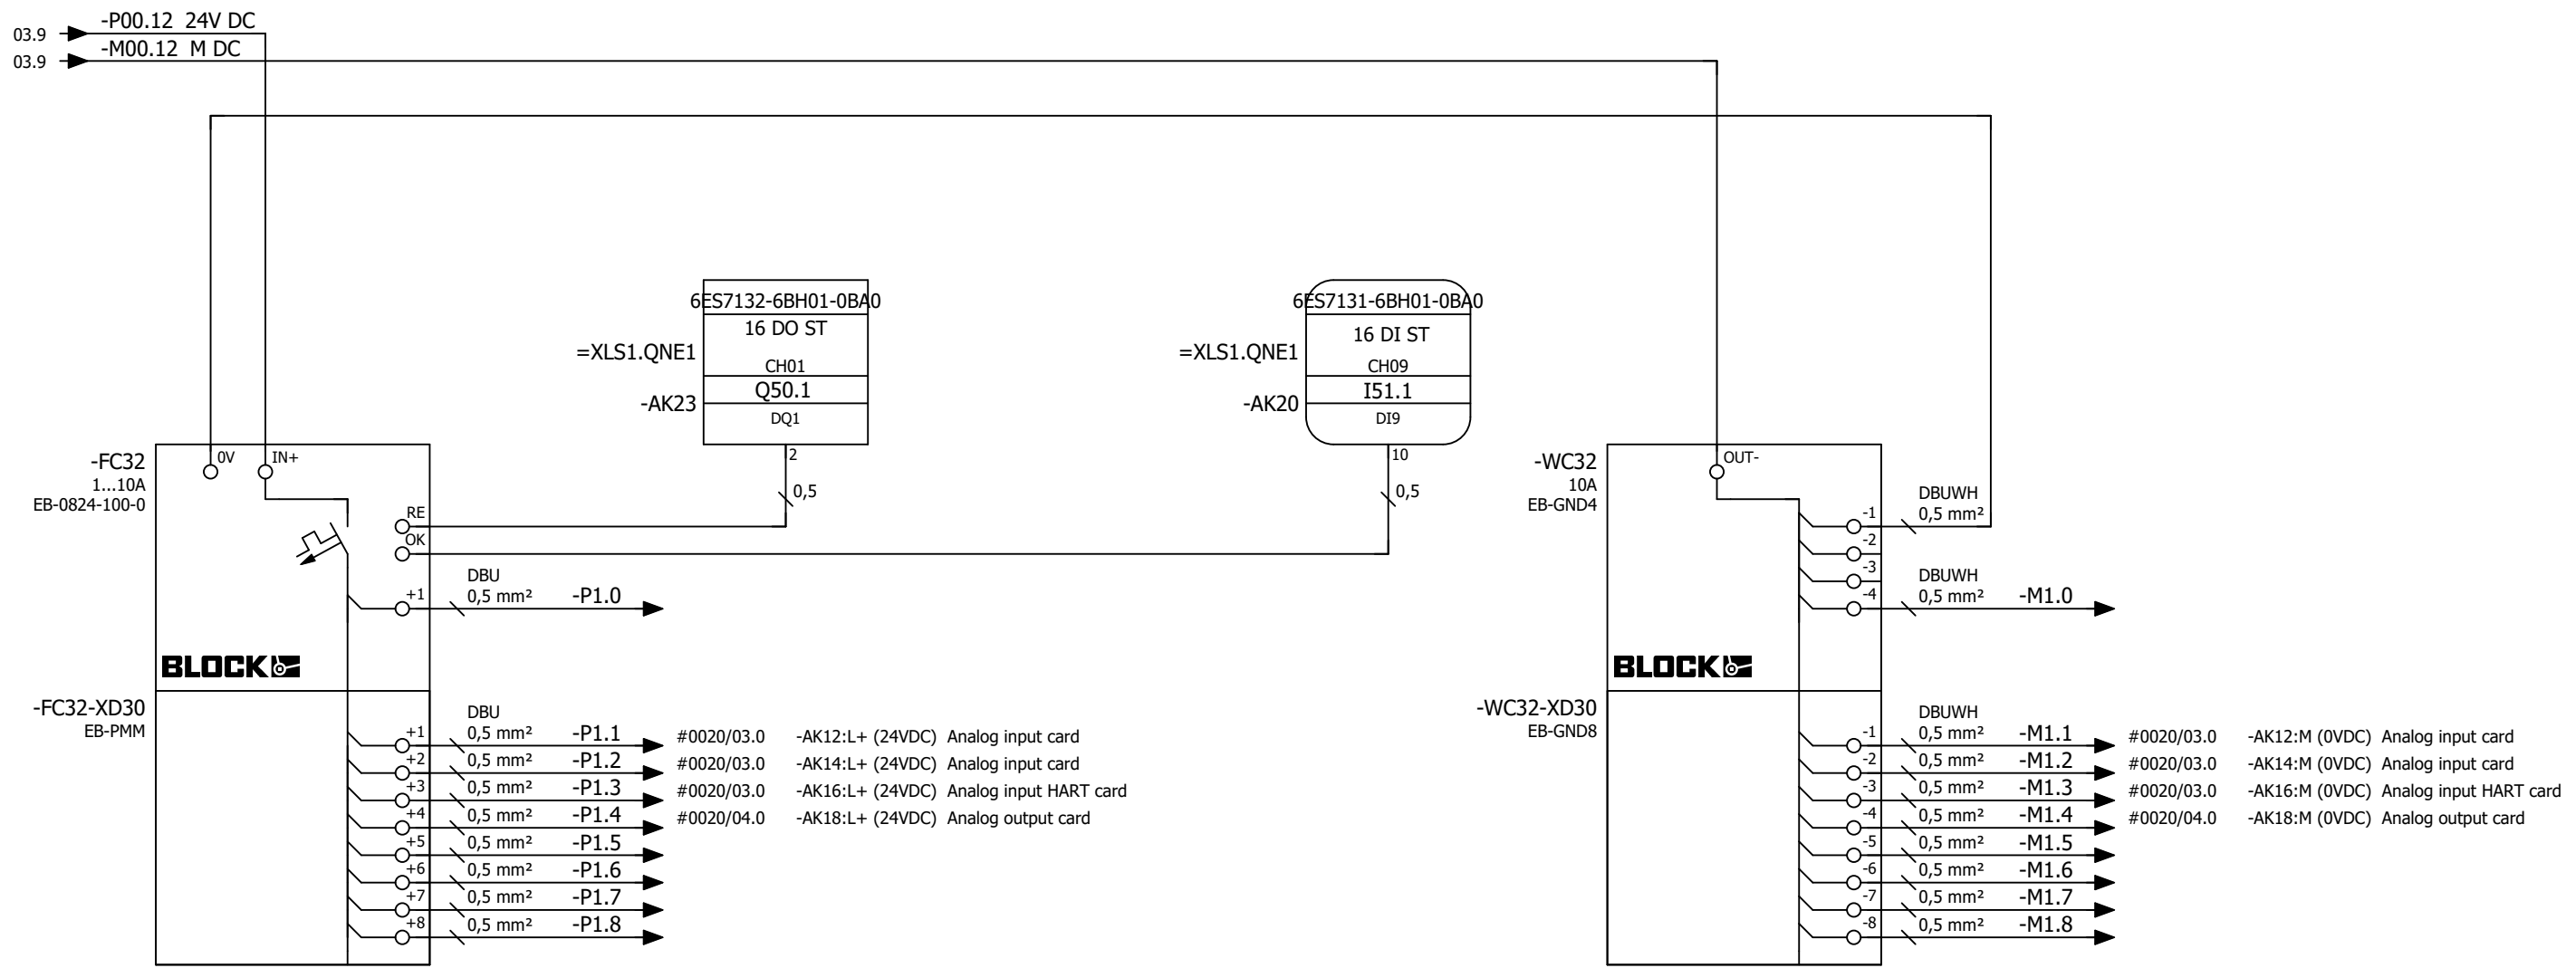 -P00.12 24V DC
03.9
-M00.12 M DC
03.9
6ES7132-6BH01-0BA0
16 DO ST
=XLS1.QNE1
CH01
Q50.1
-AK23
DQ1
2
0,5
6ES7131-6BH01-0BA0
16 DI ST
=XLS1.QNE1
CH09
I51.1
-AK20
DI9
10
0,5
-FC32
1...10A
EB-0824-100-0
0V
IN+
RE
OK
+1
DBU
0,5 mm² -P1.0
BLOCK
-FC32-XD30
EB-PMM
DBU
+1 0,5 mm² -P1.1 #0020/03.0 -AK12:L+ (24VDC) Analog input card
+2 0,5 mm² -P1.2 #0020/03.0 -AK14:L+ (24VDC) Analog input card
+3 0,5 mm² -P1.3 #0020/03.0 -AK16:L+ (24VDC) Analog input HART card
+4 0,5 mm² -P1.4 #0020/04.0 -AK18:L+ (24VDC) Analog output card
+5 0,5 mm² -P1.5
+6 0,5 mm² -P1.6
+7 0,5 mm² -P1.7
+8 0,5 mm² -P1.8
-WC32
10A
EB-GND4
OUT-
DBUWH
-1 0,5 mm²
-2
-3
DBUWH
-4 0,5 mm² -M1.0
BLOCK
-WC32-XD30
EB-GND8
DBUWH
-1 0,5 mm² -M1.1 #0020/03.0 -AK12:M (0VDC) Analog input card
-2 0,5 mm² -M1.2 #0020/03.0 -AK14:M (0VDC) Analog input card
-3 0,5 mm² -M1.3 #0020/03.0 -AK16:M (0VDC) Analog input HART card
-4 0,5 mm² -M1.4 #0020/04.0 -AK18:M (0VDC) Analog output card
-5 0,5 mm² -M1.5
-6 0,5 mm² -M1.6
-7 0,5 mm² -M1.7
-8 0,5 mm² -M1.8